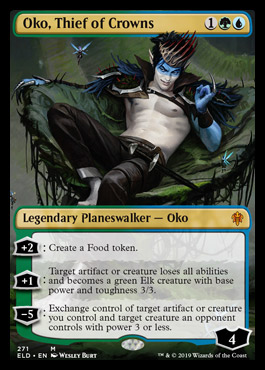 Oko, Thief of Crowns 1
Legendary Planeswalker — Oko
+2 : Create a Food token.
Target artifact or creature loses all abilities
+1 : and becomes a green Elk creature with base
power and toughness 3/3.
Exchange control of target artifact or creature
−5 : you control and target creature an opponent
controls with power 3 or less.
4
271 M
ELD • EN WESLEY BURT ™ & © 2019 Wizards of the Coast